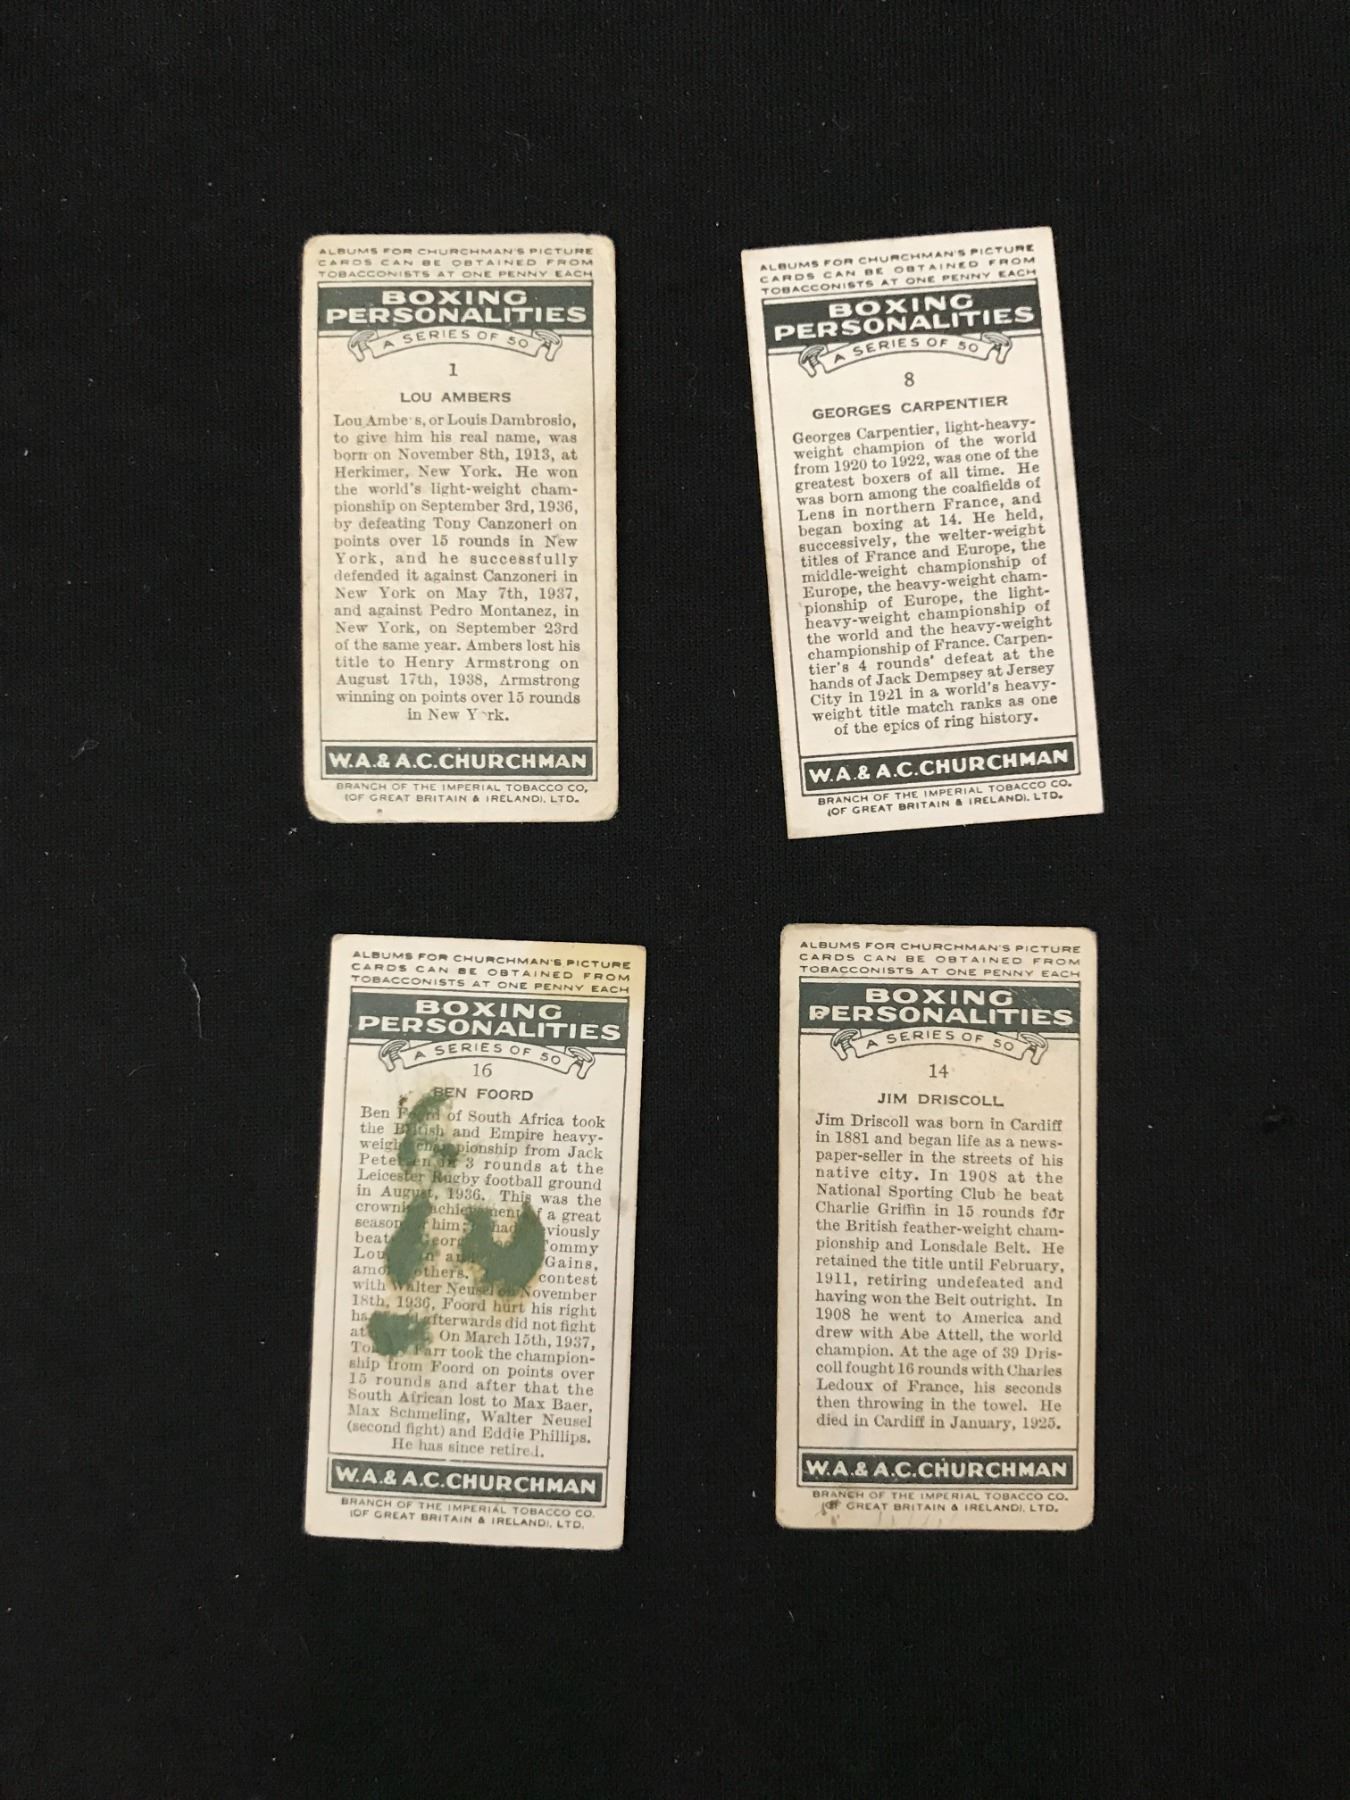 ALBUMS FOR CHURCHMAN'S PICTURE
CARDS CAN BE OBTAINED FROM
TOBACCONISTS AT ONE PENNY EACH
BOXING
PERSONALITIES
A SERIES OF 50
1
LOU AMBERS
Lou Ambe s, or Louis Dambrosio,
to give him his real name, was
born on November 8th, 1913, at
Herkimer, New York. He won
the world's light-weight cham-
pionship on September 3rd, 1936,
by defeating Tony Canzoneri on
points over 15 rounds in New
York, and he successfully
defended it against Canzoneri in
New York on May 7th, 1937,
and against Pedro Montanez, in
New York, on September 23rd
of the same year. Ambers lost his
title to Henry Armstrong on
August 17th, 1938, Armstrong
winning on points over 15 rounds
in New Y rk.
W.A.& A.C.CHURCHMAN
BRANCH OF THE IMPERIAL TOBACCO CO.
(OF GREAT BRITAIN & IRELAND), LTD.
ALBUMS FOR CHURCHMAN'S PICTURE
CARDS CAN BE OBTAINED FROM
TOBACCONISTS AT ONE PENNY EACH
BOXING
PERSONALITIES
A SERIES OF 50
8
GEORGES CARPENTIER
Georges Carpentier, light-heavy-
weight champion of the world
from 1920 to 1922, was one of the
greatest boxers of all time. He
was born among the coalfields of
Lens in northern France, and
began boxing at 14. He held,
successively, the welter-weight
titles of France and Europe, the
middle-weight championship of
Europe, the heavy-weight cham-
pionship of Europe, the light-
heavy-weight championship of
the world and the heavy-weight
championship of France. Carpen-
tier's 4 rounds' defeat at the
hands of Jack Dempsey at Jersey
City in 1921 in a world's heavy-
weight title match ranks as one
of the epics of ring history.
W.A.& A.C.CHURCHMAN
BRANCH OF THE IMPERIAL TOBACCO CO.
(OF GREAT BRITAIN & IRELAND), LTD.
ALBUMS FOR CHURCHMAN'S PICTURE
CARDS CAN BE OBTAINED FROM
TOBACCONISTS AT ONE PENNY EACH
BOXING
PERSONALITIES
A SERIES OF 50
16
BEN FOORD
Ben Foord of South Africa took
the British and Empire heavy-
weight championship from Jack
Petersen in 3 rounds at the
Leicester Rugby football ground
in August, 1936. This was the
crowning achievement of a great
season him; had viously
beat Georg Tommy
Lou an Gains,
among others. contest
with Walter Neusel on November
18th, 1936, Foord hurt his right
ha afterwards did not fight
at On March 15th, 1937,
Tommy Farr took the champion-
ship from Foord on points over
15 rounds and after that the
South African lost to Max Baer,
Max Schmeling, Walter Neusel
(second fight) and Eddie Phillips.
He has since retired.
W.A.& A.C.CHURCHMAN
BRANCH OF THE IMPERIAL TOBACCO CO.
(OF GREAT BRITAIN & IRELAND), LTD.
ALBUMS FOR CHURCHMAN'S PICTURE
CARDS CAN BE OBTAINED FROM
TOBACCONISTS AT ONE PENNY EACH
BOXING
PERSONALITIES
A SERIES OF 50
14
JIM DRISCOLL
Jim Driscoll was born in Cardiff
in 1881 and began life as a news-
paper-seller in the streets of his
native city. In 1908 at the
National Sporting Club he beat
Charlie Griffin in 15 rounds for
the British feather-weight cham-
pionship and Lonsdale Belt. He
retained the title until February,
1911, retiring undefeated and
having won the Belt outright. In
1908 he went to America and
drew with Abe Attell, the world
champion. At the age of 39 Dris-
coll fought 16 rounds with Charles
Ledoux of France, his seconds
then throwing in the towel. He
died in Cardiff in January, 1925.
W.A.& A.C.CHURCHMAN
BRANCH OF THE IMPERIAL TOBACCO CO.
(OF GREAT BRITAIN & IRELAND), LTD.